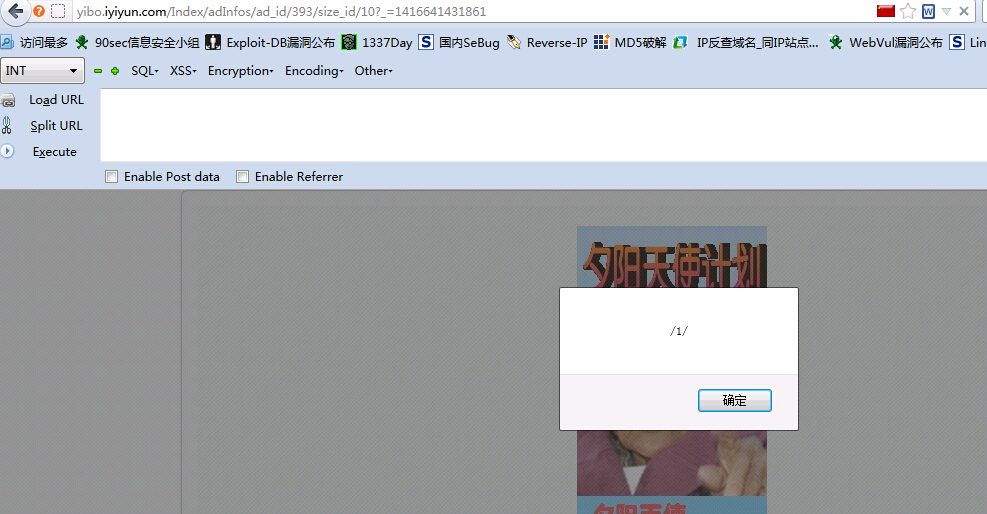 yibo.iyiyun.com/Index/adInfos/ad_id/393/size_id/10?_=1416641431861
访问最多 90sec信息安全小组 Exploit-DB漏洞公布 1337Day 国内SeBug Reverse-IP MD5破解 IP反查域名_同IP站点... WebVul漏洞公布 Lin
INT SQL XSS Encryption Encoding Other
Load URL
Split URL
Execute
Enable Post data Enable Referrer
夕阳天使计划
/1/
确定
夕阳天使